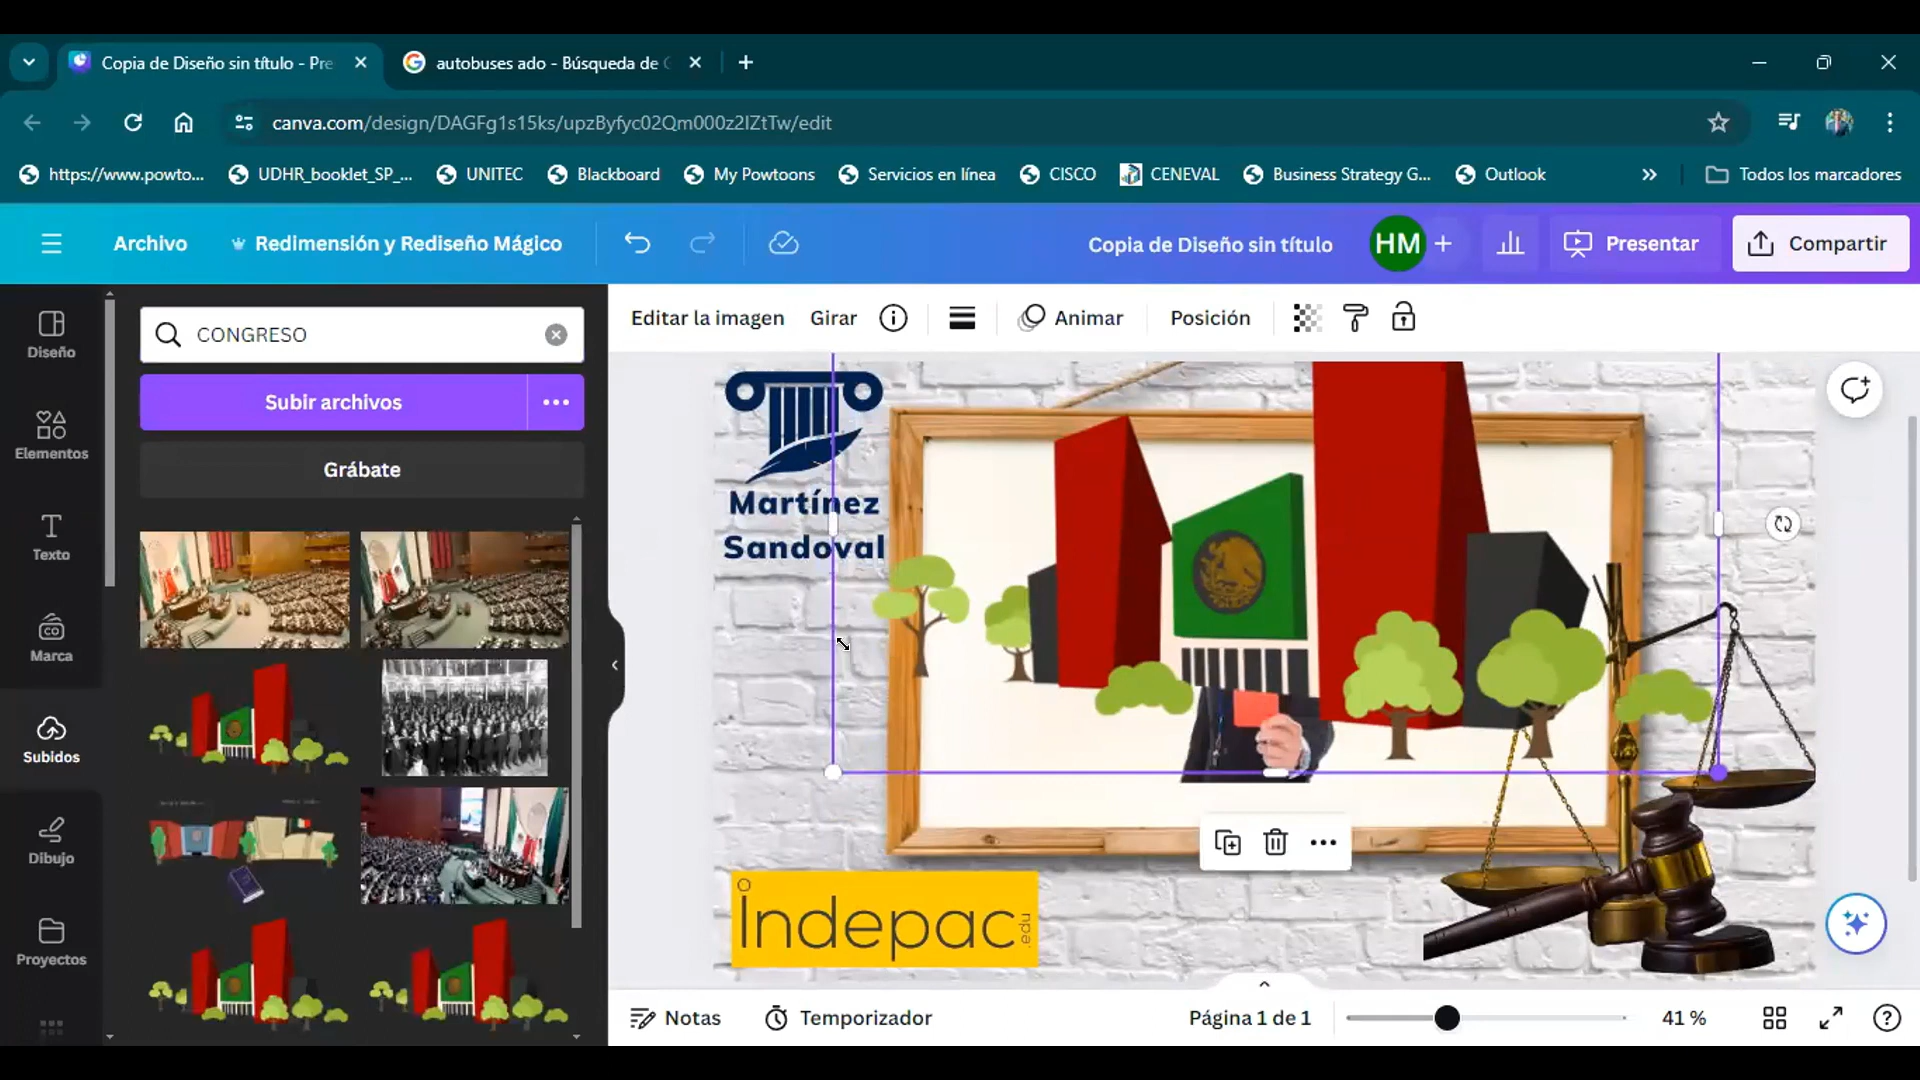 Copia de Diseño sin título - Pre
autobuses ado - Búsqueda de
canva.com/design/DAGFg1s15ks/upzByfyc02Qm000z2lZtTw/edit
https://www.powto...
UDHR_booklet_SP_...
UNITEC
Blackboard
My Powtoons
Servicios en línea
CISCO
CENEVAL
Business Strategy G...
Outlook
Todos los marcadores
Archivo
Redimensión y Rediseño Mágico
Copia de Diseño sin título
HM
Presentar
Compartir
Diseño
Elementos
Texto
Marca
Subidos
Dibujo
Proyectos
CONGRESO
Subir archivos
Grábate
Editar la imagen
Girar
Animar
Posición
Martínez
Sandoval
indepac
.edu
Notas
Temporizador
Página 1 de 1
41 %